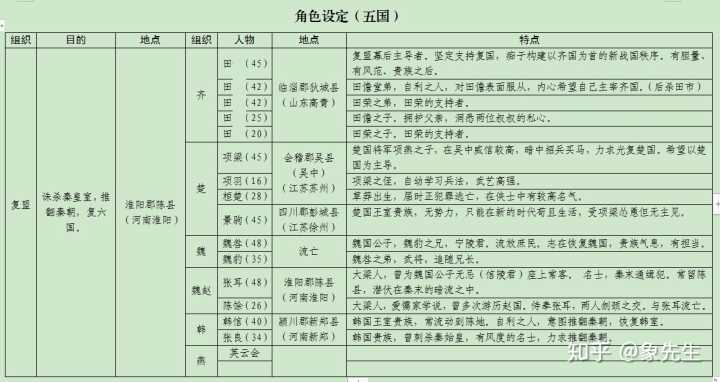 角色设定（五国）
组织 目的 地点 组织 人物 地点 特点
复盟
诛杀秦皇室，推翻秦朝，复六国。
淮阳郡陈县
（河南淮阳）
齐
临淄郡狄城县
（山东高青）
田 （45）
复盟幕后主导者。坚定支持复国，痴子构建以齐国为首的新战国秩序。有胆量、有风范、贵族之后。
田 （42）
田儋堂弟，自利之人，对田儋表面服从，内心希望自己主宰齐国。（后杀田市）
田 （42）
田荣之弟，田荣的支持者。
田 （25）
田儋之子。拥护父亲，洞悉两位叔叔的私心。
田 （20）
田荣之子。田荣的支持者。
楚
会稽郡吴县
（吴中）
（江苏苏州）
项梁（45）
楚国将军项燕之子，在吴中威信较高，暗中招兵买马，力求光复楚国。希望以楚国为主导。
项羽（16）
项梁之侄，自动学习兵法，武艺高强。
桓楚（28）
草莽出生，届时正犯罪逃亡，在侠士中有较高名气。
景驹（45）
四川郡彭城县
（江苏徐州）
楚国王室贵族，无势力，只能在新的时代苟且生活，受项梁怂恿但无主见。
魏
流亡
魏咎（48）
魏国公子，魏豹之兄，宁陵君。流放庶民。志在恢复魏国，贵族气息，有担当。
魏豹（35）
魏咎之弟，武将，追随兄长。
魏赵
淮阳郡陈县
（河南淮阳）
张耳（48）
大梁人，曾为魏国公子无忌（信陵君）座上常客。 名士，秦末通缉犯。常留陈县，潜伏在秦末的暗流之中。
陈馀（26）
大梁人，爱儒家学说，曾多次游历赵国。侍奉张耳，两人刎颈之交。与张耳流亡。
韩
颍川郡新郑县
（河南新郑）
韩信（40）
韩国王室贵族，常流动到陈地。自利之人，意图推翻秦朝，恢复韩室。
张良（34）
韩国贵族，曾刺杀秦始皇，有风度的名士，力求推翻秦朝。
燕
英云会
知乎 @象先生